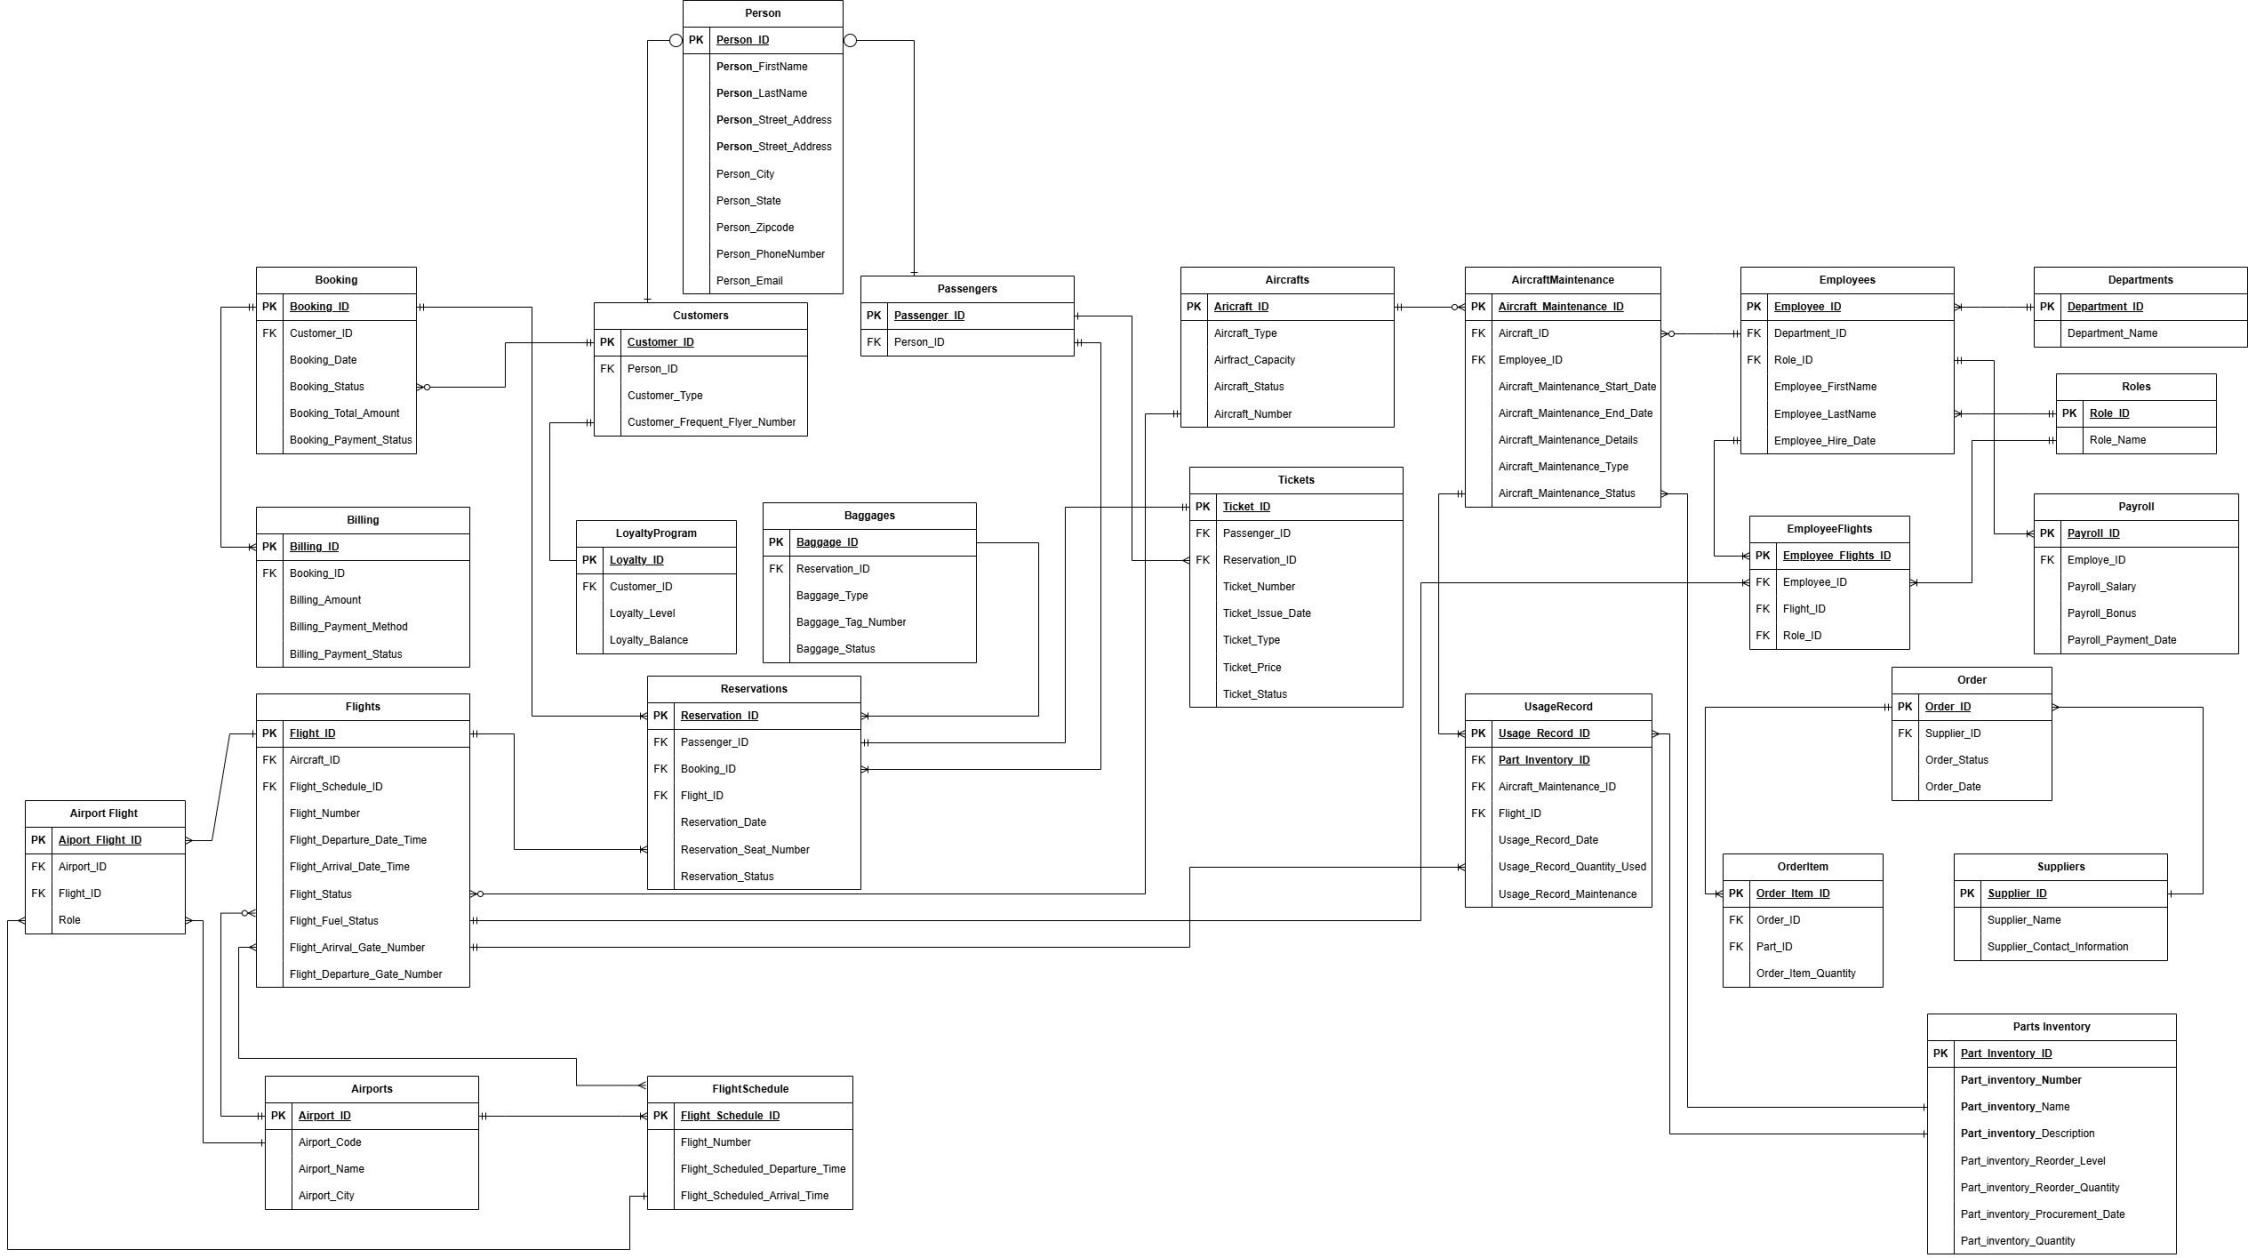 Person
PK Person_ID
Person_FirstName
Person_LastName
Person_Street_Address
Person_Street_Address
Person_City
Person_State
Person_Zipcode
Person_PhoneNumber
Person_Email
Booking
PK Booking_ID
FK Customer_ID
Booking_Date
Booking_Status
Booking_Total_Amount
Booking_Payment_Status
Customers
PK Customer_ID
FK Person_ID
Customer_Type
Customer_Frequent_Flyer_Number
Passengers
PK Passenger_ID
FK Person_ID
Aircrafts
PK Aricraft_ID
Aircraft_Type
Airfract_Capacity
Aircraft_Status
Aircraft_Number
AircraftMaintenance
PK Aircraft_Maintenance_ID
FK Aircraft_ID
FK Employee_ID
Aircraft_Maintenance_Start_Date
Aircraft_Maintenance_End_Date
Aircraft_Maintenance_Details
Aircraft_Maintenance_Type
Aircraft_Maintenance_Status
Employees
PK Employee_ID
FK Department_ID
FK Role_ID
Employee_FirstName
Employee_LastName
Employee_Hire_Date
Departments
PK Department_ID
Department_Name
Roles
PK Role_ID
Role_Name
Billing
PK Billing_ID
FK Booking_ID
Billing_Amount
Billing_Payment_Method
Billing_Payment_Status
LoyaltyProgram
PK Loyalty_ID
FK Customer_ID
Loyalty_Level
Loyalty_Balance
Baggages
PK Baggage_ID
FK Reservation_ID
Baggage_Type
Baggage_Tag_Number
Baggage_Status
Tickets
PK Ticket_ID
FK Passenger_ID
FK Reservation_ID
Ticket_Number
Ticket_Issue_Date
Ticket_Type
Ticket_Price
Ticket_Status
EmployeeFlights
PK Employee_Flights_ID
FK Employee_ID
FK Flight_ID
FK Role_ID
Payroll
PK Payroll_ID
FK Employe_ID
Payroll_Salary
Payroll_Bonus
Payroll_Payment_Date
Flights
PK Flight_ID
FK Aircraft_ID
FK Flight_Schedule_ID
Flight_Number
Flight_Departure_Date_Time
Flight_Arrival_Date_Time
Flight_Status
Flight_Fuel_Status
Flight_Arirval_Gate_Number
Flight_Departure_Gate_Number
Reservations
PK Reservation_ID
FK Passenger_ID
FK Booking_ID
FK Flight_ID
Reservation_Date
Reservation_Seat_Number
Reservation_Status
UsageRecord
PK Usage_Record_ID
FK Part_Inventory_ID
FK Aircraft_Maintenance_ID
FK Flight_ID
Usage_Record_Date
Usage_Record_Quantity_Used
Usage_Record_Maintenance
Order
PK Order_ID
FK Supplier_ID
Order_Status
Order_Date
Airport Flight
PK Aiport_Flight_ID
FK Airport_ID
FK Flight_ID
Role
OrderItem
PK Order_Item_ID
FK Order_ID
FK Part_ID
Order_Item_Quantity
Suppliers
PK Supplier_ID
Supplier_Name
Supplier_Contact_Information
Airports
PK Airport_ID
Airport_Code
Airport_Name
Airport_City
FlightSchedule
PK Flight_Schedule_ID
Flight_Number
Flight_Scheduled_Departure_Time
Flight_Scheduled_Arrival_Time
Parts Inventory
PK Part_Inventory_ID
Part_inventory_Number
Part_inventory_Name
Part_inventory_Description
Part_inventory_Reorder_Level
Part_inventory_Reorder_Quantity
Part_inventory_Procurement_Date
Part_inventory_Quantity